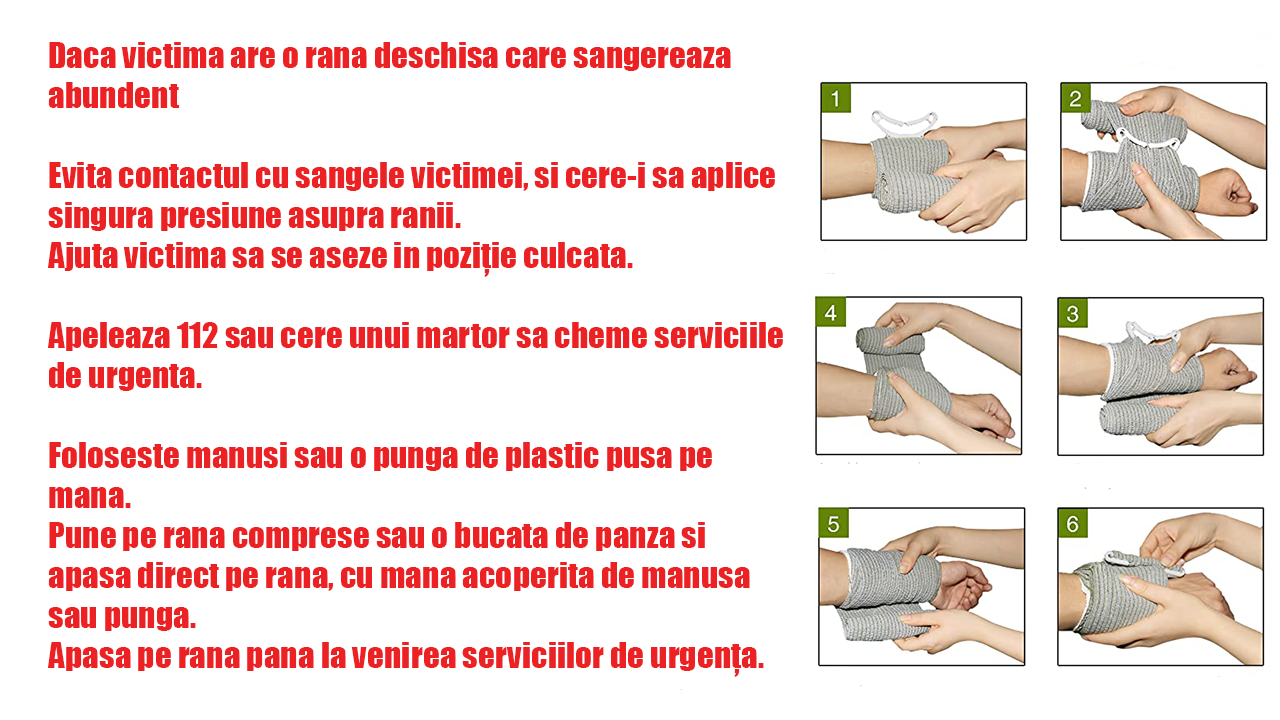 Daca victima are o rana deschisa care sangereaza
abundent
Evita contactul cu sangele victimei, si cere-i sa aplice
singura presiune asupra ranii.
Ajuta victima sa se aseze in poziție culcata.
Apeleaza 112 sau cere unui martor sa cheme serviciile
de urgenta.
Foloseste manusi sau o punga de plastic pusa pe
mana.
Pune pe rana comprese sau o bucata de panza si
apasa direct pe rana, cu mana acoperita de manusa
sau punga.
Apasa pe rana pana la venirea serviciilor de urgența.
1
2
4
3
5
6